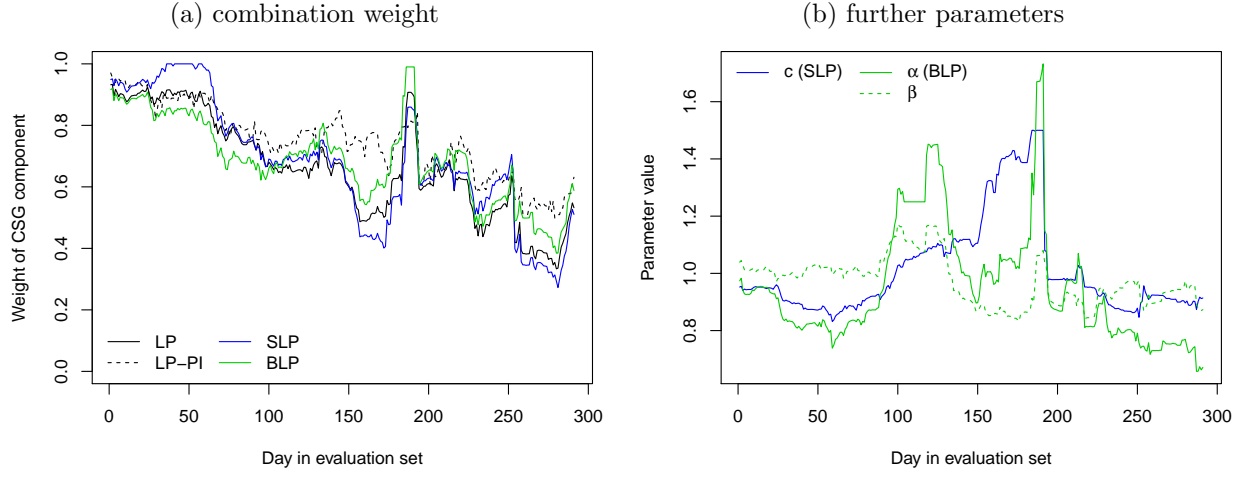 (a) combination weight
Weight of CSG component
0.0 0.2 0.4 0.6 0.8 1.0
LP
LP−PI
SLP
BLP
0 50 100 150 200 250 300
Day in evaluation set
(b) further parameters
Parameter value
0.8 1.0 1.2 1.4 1.6
c (SLP)
α (BLP)
β
0 50 100 150 200 250 300
Day in evaluation set